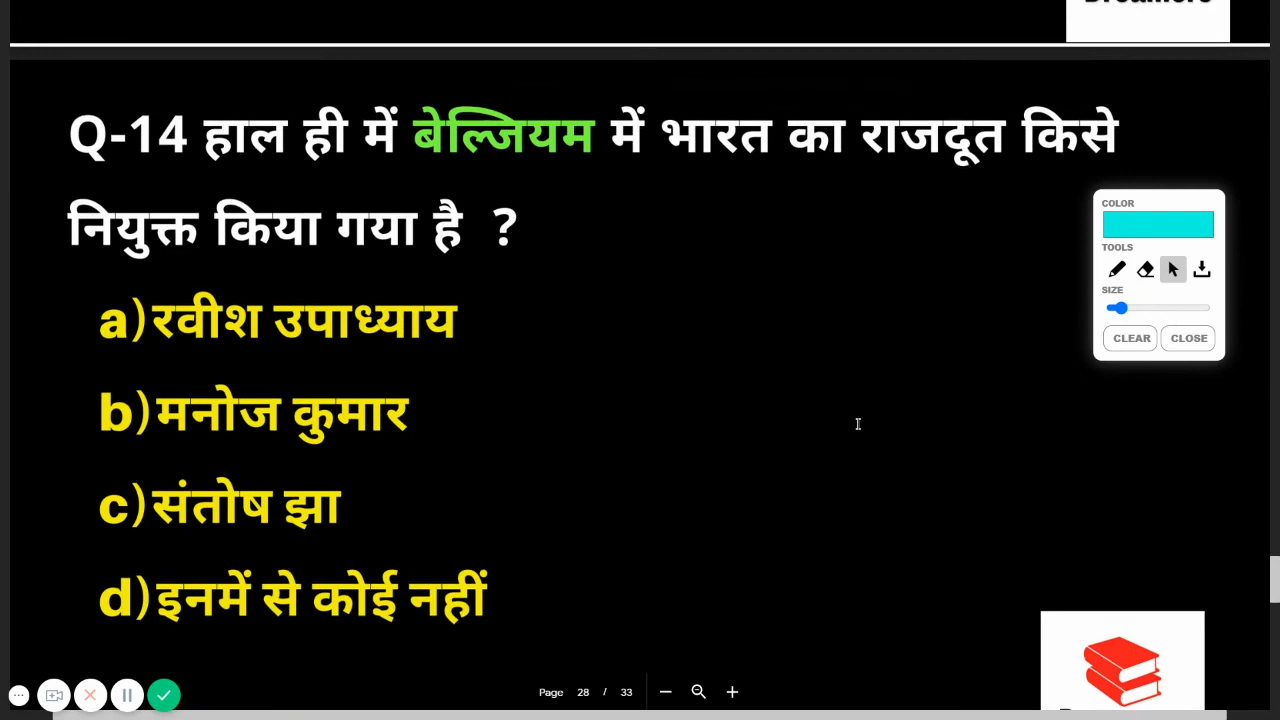 Q-14 हाल ही में बेल्जियम में भारत का राजदूत किसे
नियुक्त किया गया है ?
a)रवीश उपाध्याय
b)मनोज कुमार
c)संतोष झा
d)इनमें से कोई नहीं
COLOR
TOOLS
SIZE
CLEAR CLOSE
Page 28 / 33